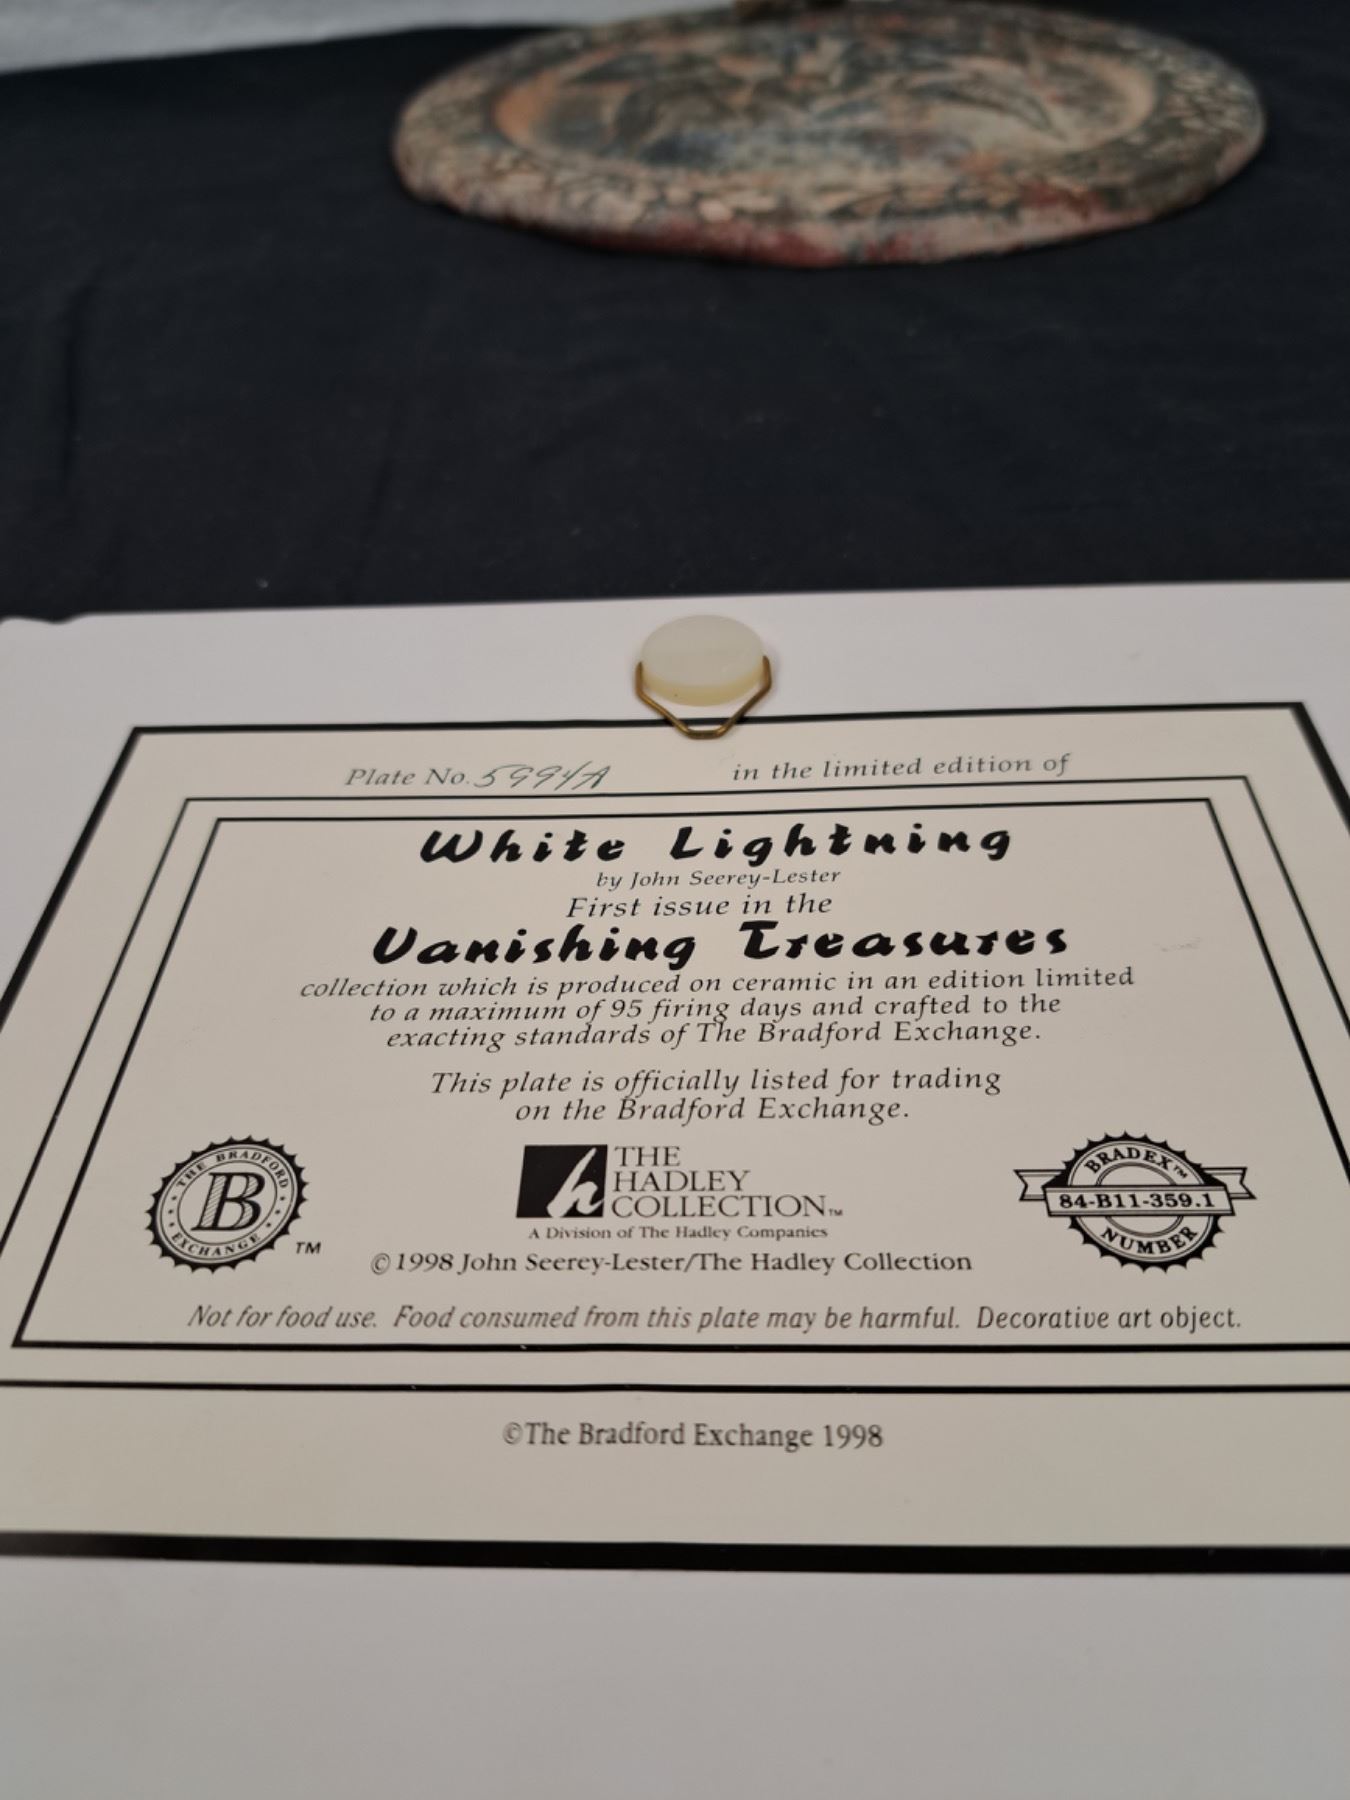 Plate No. 5994A in the limited edition of
White Lightning
by John Seerey-Lester
First issue in the
Vanishing Treasures
collection which is produced on ceramic in an edition limited
to a maximum of 95 firing days and crafted to the
exacting standards of The Bradford Exchange.
This plate is officially listed for trading
on the Bradford Exchange.
THE BRADFORD
B
EXCHANGE
TM
h
THE
HADLEY
COLLECTION™
A Division of The Hadley Companies
BRADEX™
84-B11-359.1
NUMBER
©1998 John Seerey-Lester/The Hadley Collection
Not for food use. Food consumed from this plate may be harmful. Decorative art object.
©The Bradford Exchange 1998